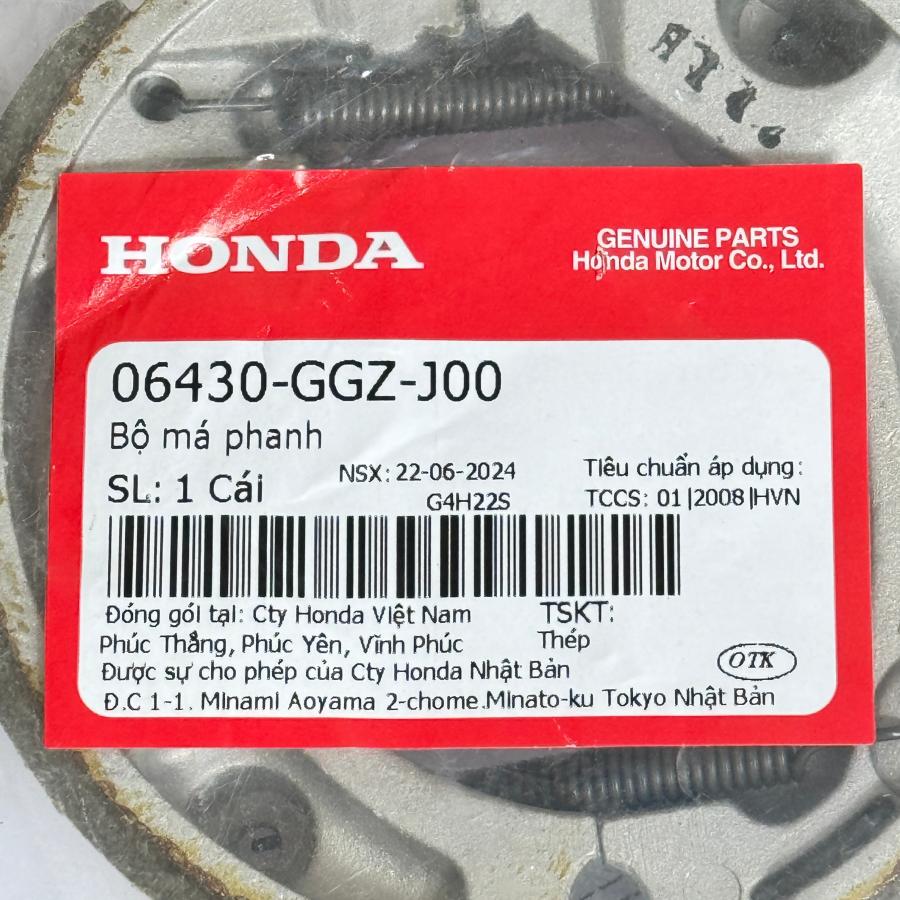 HONDA
GENUINE PARTS
Honda Motor Co., Ltd.
06430-GGZ-J00
Bộ má phanh
SL: 1 Cái
NSX: 22-06-2024
G4H22S
Tiêu chuẩn áp dụng:
TCCS: 01|2008|HVN
Đóng gói tại: Cty Honda Việt Nam
Phúc Thắng, Phúc Yên, Vĩnh Phúc
Được sự cho phép của Cty Honda Nhật Bản
Đ.C 1-1. Minami Aoyama 2-chome.Minato-ku Tokyo Nhật Bản
TSKT:
Thép
OTK